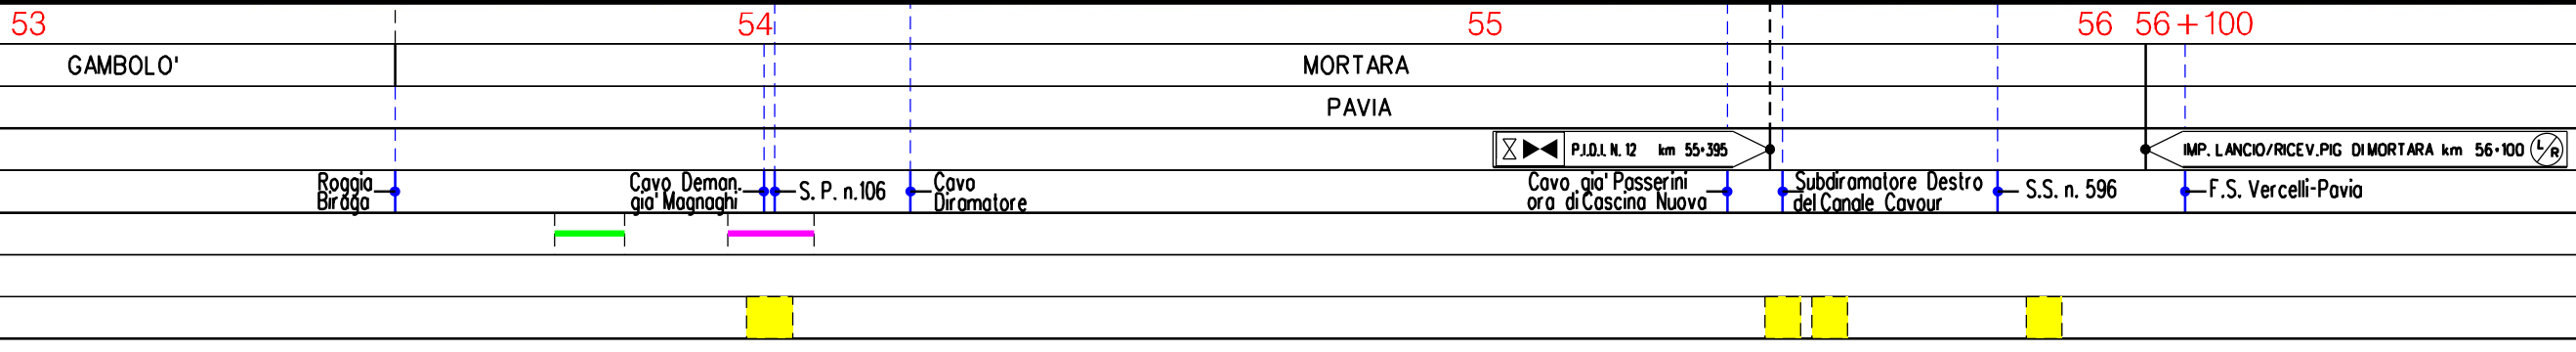 53 54 55 56 56+100
GAMBOLO' MORTARA
PAVIA
P.I.D.I. N. 12 km 55+395 IMP. LANCIO/RICEV.PIG DI MORTARA km 56+100 L/R
Roggia
Biraga
Cavo Deman.
gia' Magnaghi
S. P. n.106
Cavo
Diramatore
Cavo gia' Passerini
ora di Cascina Nuova
Subdiramatore Destro
del Canale Cavour
S.S. n. 596
F.S. Vercelli-Pavia